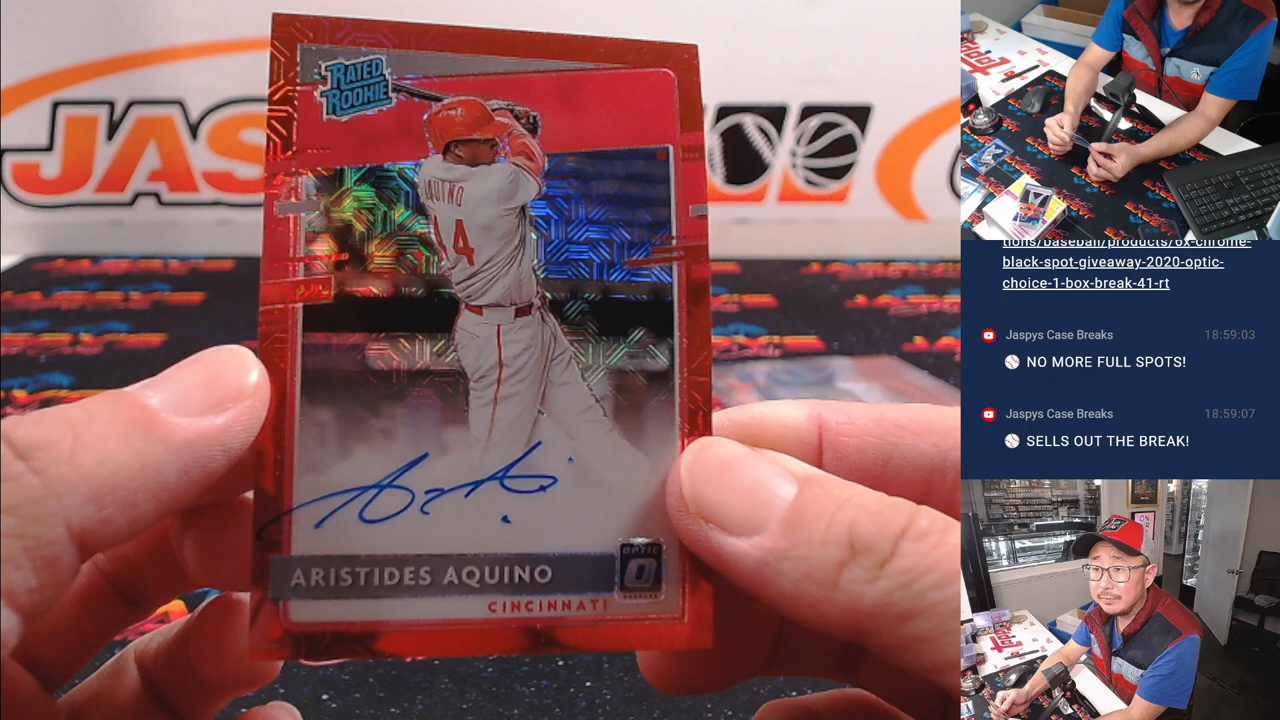 JAS
RATED
ROOKIE
AQUINO
44
OPTIC
ARISTIDES AQUINO
CINCINNATI
tions/baseball/products/6x-chrome-
black-spot-giveaway-2020-optic-
choice-1-box-break-41-rt
Jaspys Case Breaks 18:59:03
NO MORE FULL SPOTS!
Jaspys Case Breaks 18:59:07
SELLS OUT THE BREAK!